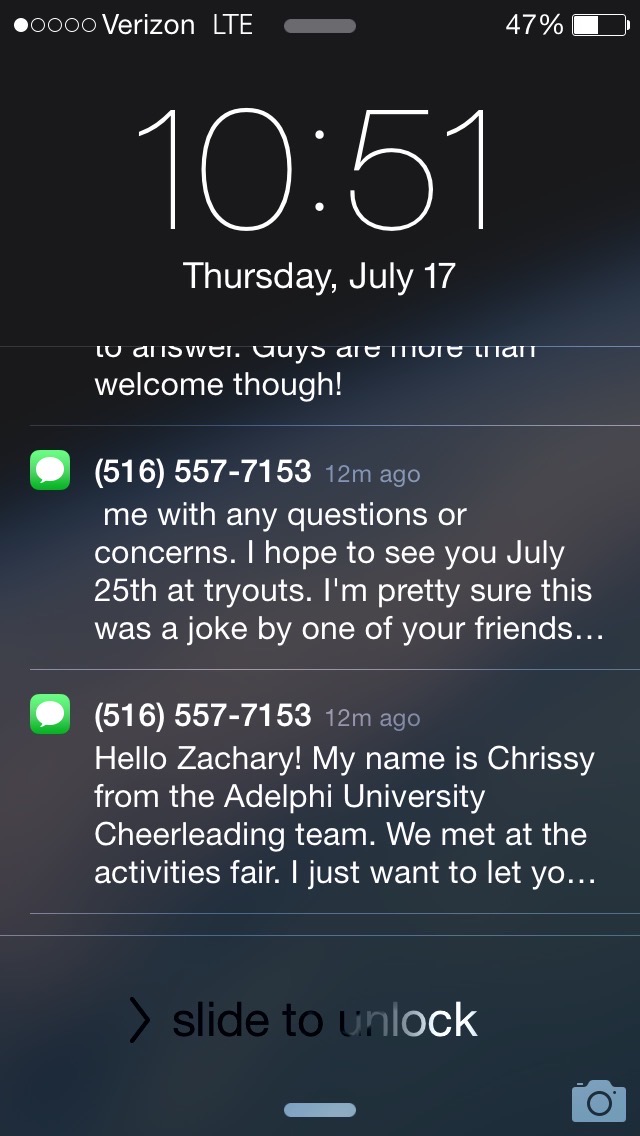 Verizon LTE 47%
10:51
Thursday, July 17
to answer. Guys are more than
welcome though!
(516) 557-7153 12m ago
me with any questions or
concerns. I hope to see you July
25th at tryouts. I'm pretty sure this
was a joke by one of your friends...
(516) 557-7153 12m ago
Hello Zachary! My name is Chrissy
from the Adelphi University
Cheerleading team. We met at the
activities fair. I just want to let yo...
> slide to unlock